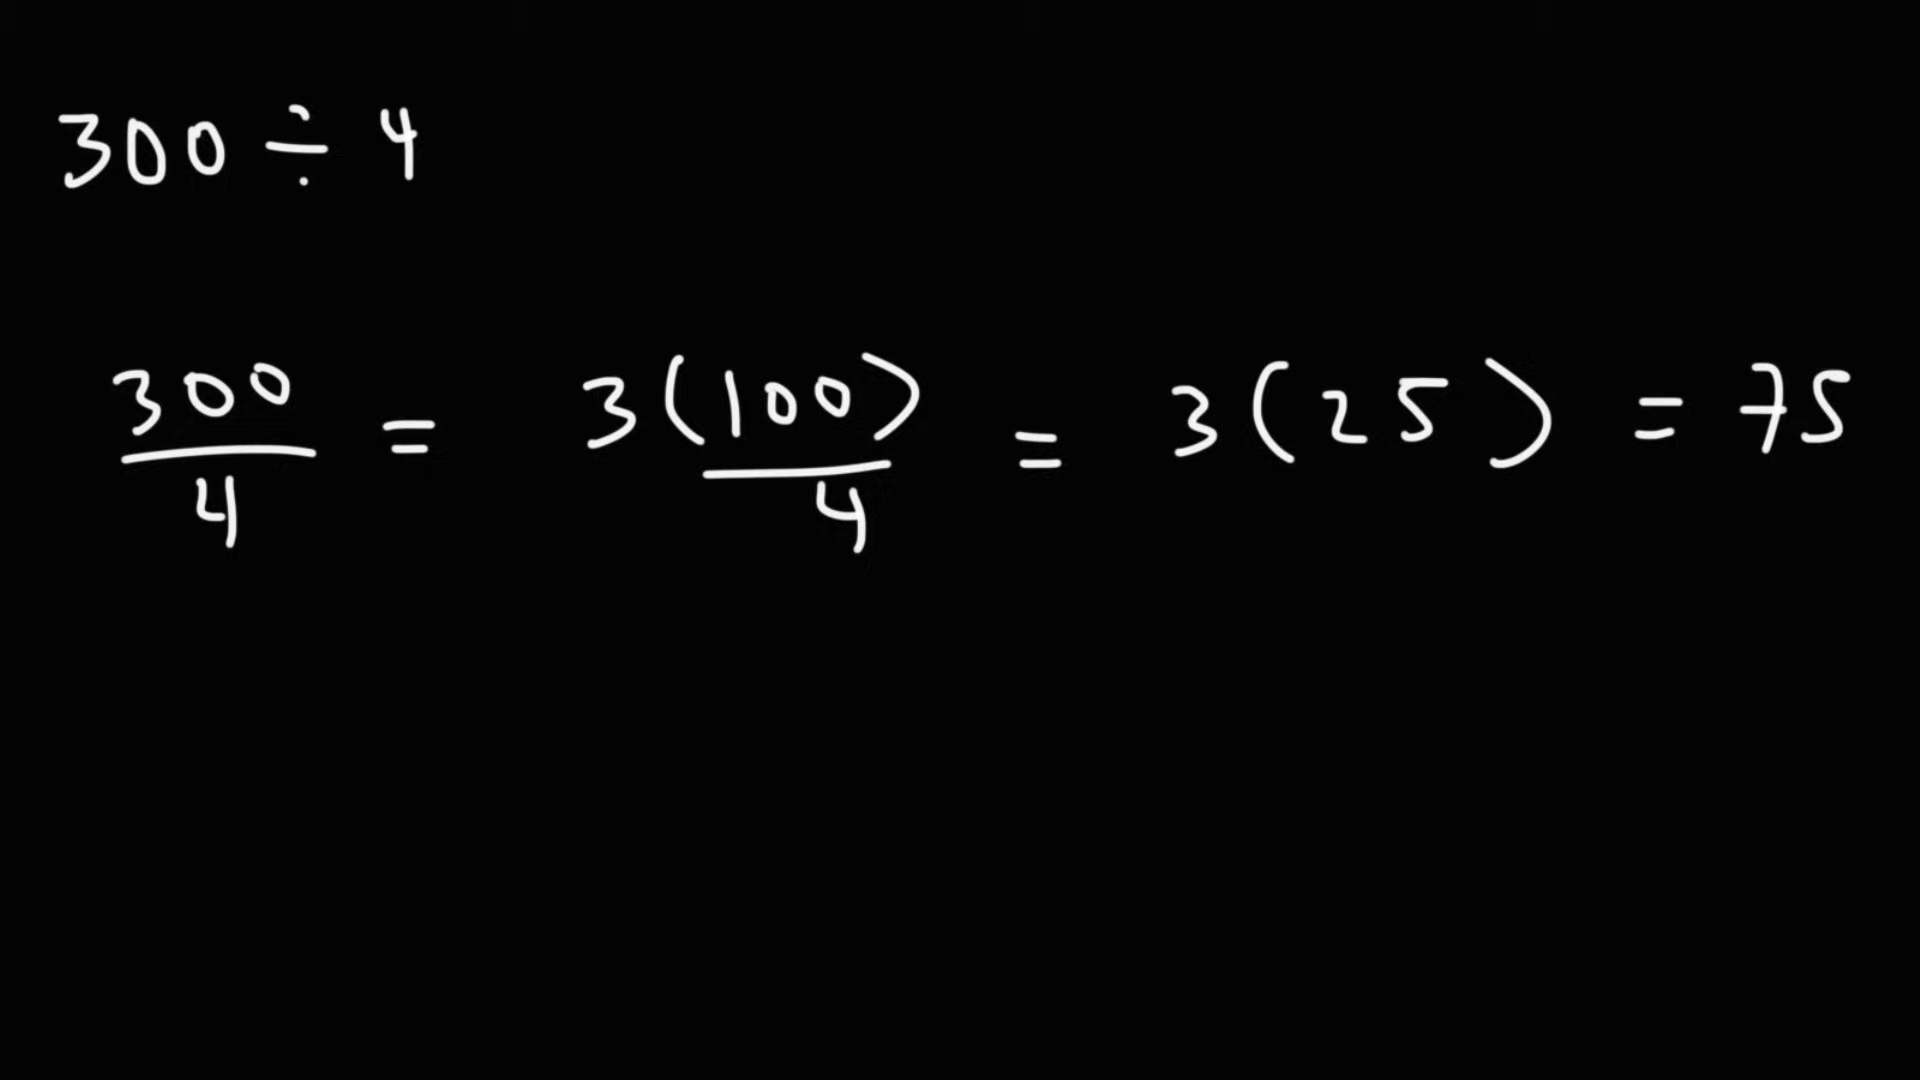 300 ÷ 4
300/4 = 3(100)/4 = 3(25) = 75